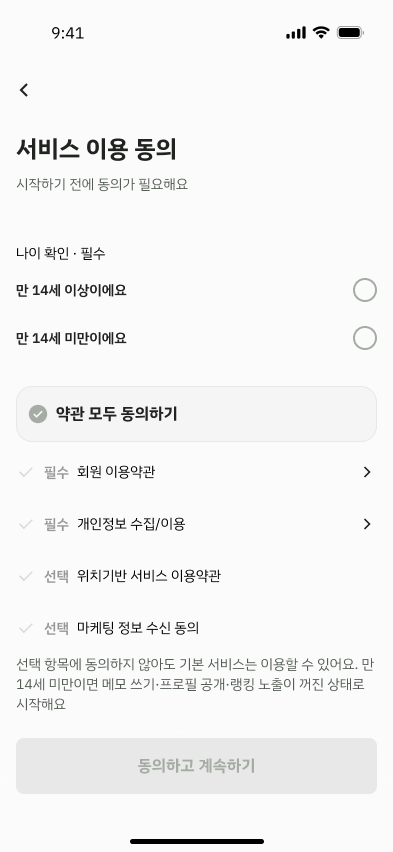 9:41
서비스 이용 동의
시작하기 전에 동의가 필요해요
나이 확인 · 필수
만 14세 이상이에요
만 14세 미만이에요
약관 모두 동의하기
필수 회원 이용약관
필수 개인정보 수집/이용
선택 위치기반 서비스 이용약관
선택 마케팅 정보 수신 동의
선택 항목에 동의하지 않아도 기본 서비스는 이용할 수 있어요. 만
14세 미만이면 메모 쓰기·프로필 공개·랭킹 노출이 꺼진 상태로
시작해요
동의하고 계속하기